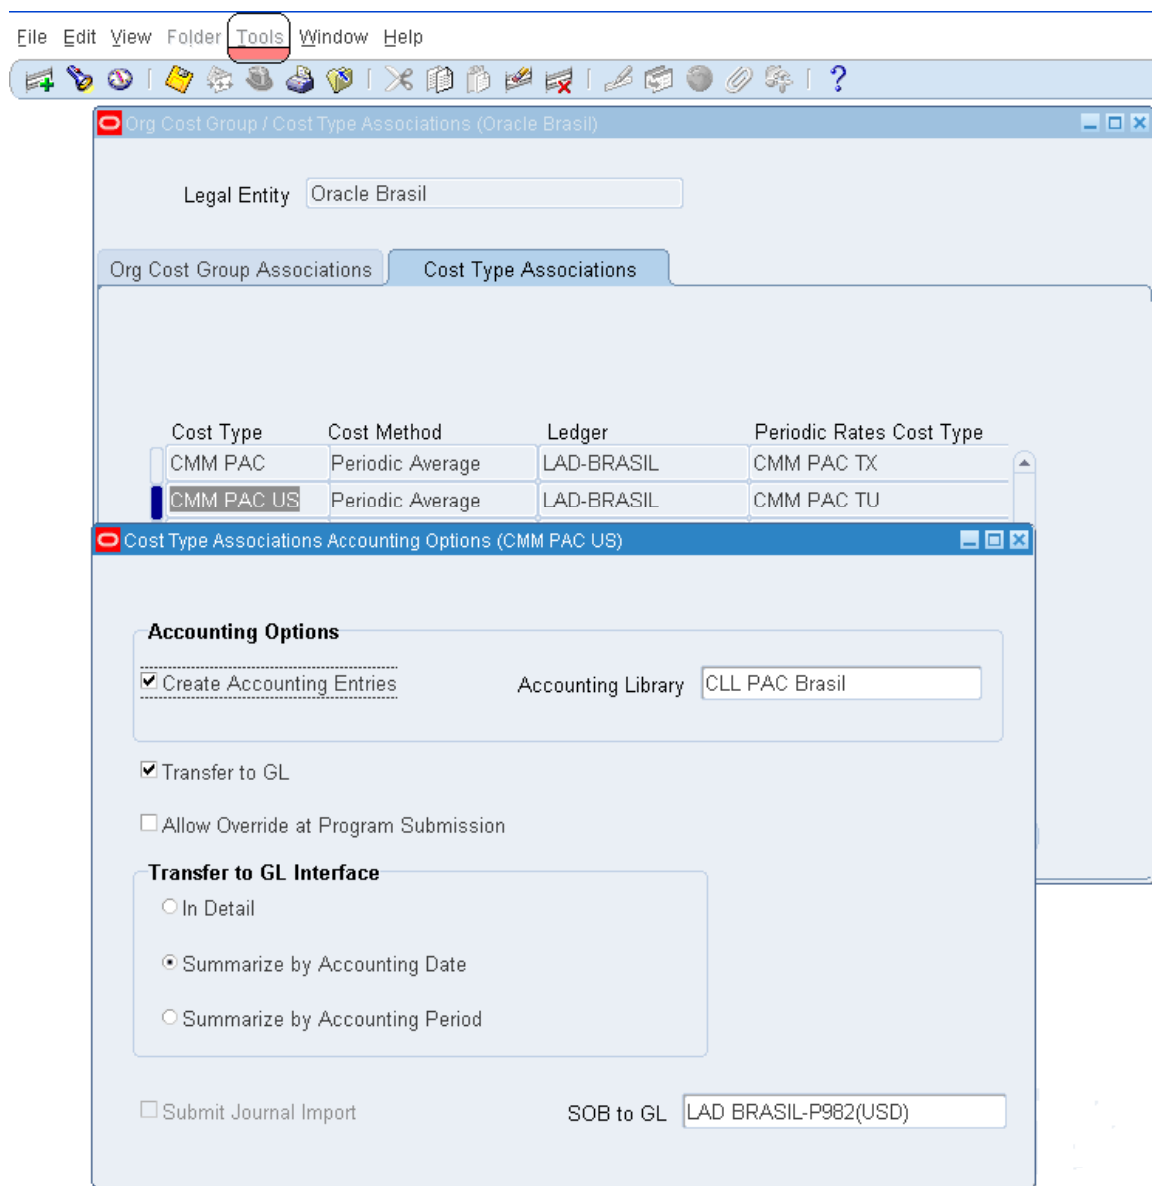 File Edit View Folder Tools Window Help
Org Cost Group / Cost Type Associations (Oracle Brasil)
Legal Entity Oracle Brasil
Org Cost Group Associations Cost Type Associations
Cost Type Cost Method Ledger Periodic Rates Cost Type
CMM PAC Periodic Average LAD-BRASIL CMM PAC TX
CMM PAC US Periodic Average LAD-BRASIL CMM PAC TU
Cost Type Associations Accounting Options (CMM PAC US)
Accounting Options
Create Accounting Entries Accounting Library CLL PAC Brasil
Transfer to GL
Allow Override at Program Submission
Transfer to GL Interface
In Detail
Summarize by Accounting Date
Summarize by Accounting Period
Submit Journal Import SOB to GL LAD BRASIL-P982(USD)